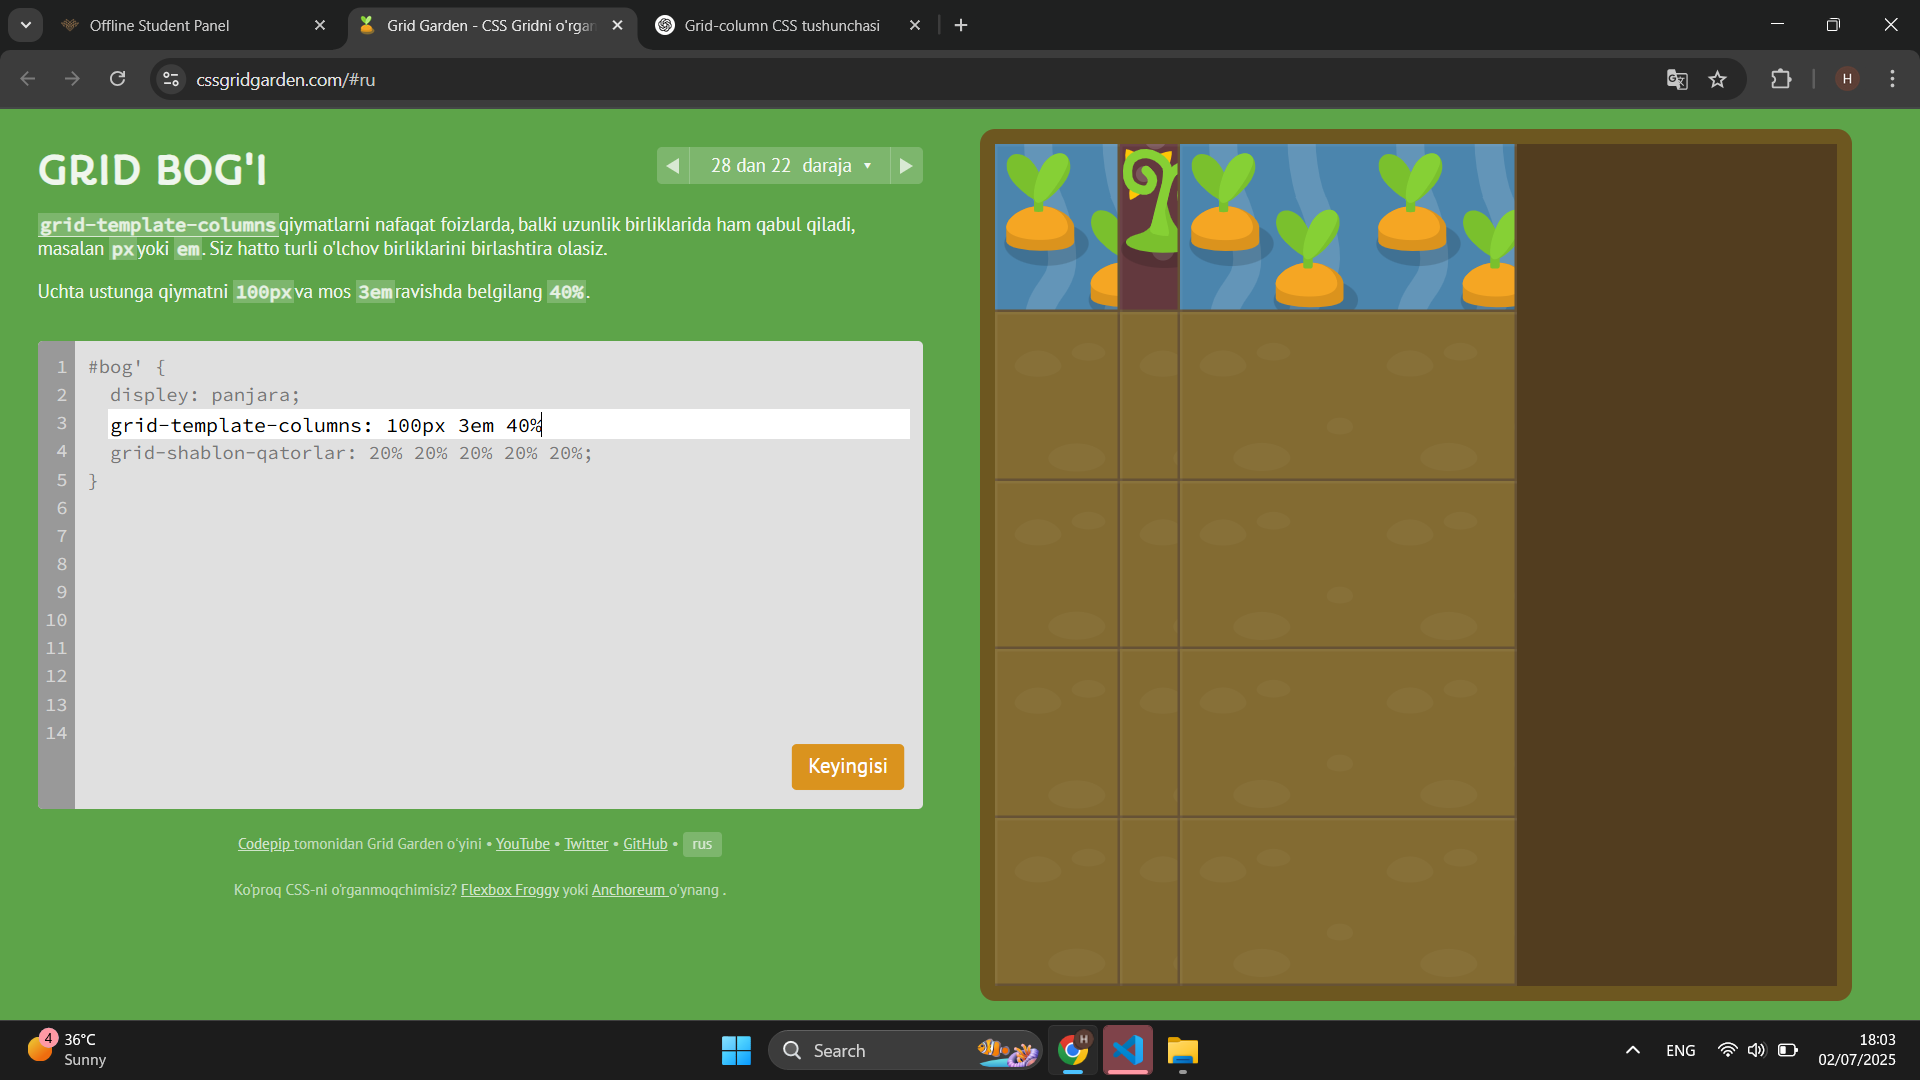 Offline Student Panel
Grid Garden - CSS Gridni o'rgan
Grid-column CSS tushunchasi
cssgridgarden.com/#ru
H
GRID BOG'I
28 dan 22 daraja
grid-template-columns qiymatlarni nafaqat foizlarda, balki uzunlik birliklarida ham qabul qiladi,
masalan px yoki em. Siz hatto turli o'lchov birliklarini birlashtira olasiz.
Uchta ustunga qiymatni 100px va mos 3em ravishda belgilang 40%.
1 #bog' {
2 displey: panjara;
3 grid-template-columns: 100px 3em 40%
4 grid-shablon-qatorlar: 20% 20% 20% 20% 20%;
5 }
6
7
8
9
10
11
12
13
14
Keyingisi
Codepip tomonidan Grid Garden o'yini • YouTube • Twitter • GitHub • rus
Ko'proq CSS-ni o'rganmoqchimisiz? Flexbox Froggy yoki Anchoreum o'ynang .
4
36°C
Sunny
Search
H
ENG
18:03
02/07/2025